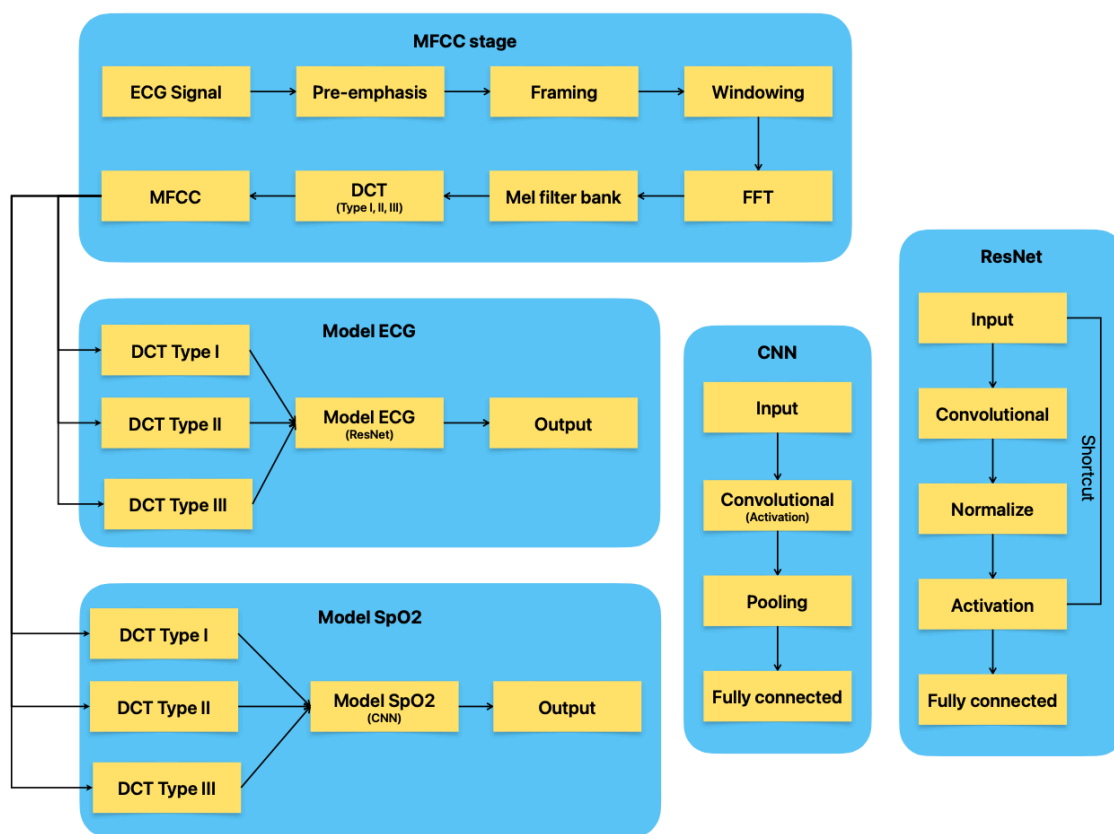 MFCC stage
ECG Signal
Pre-emphasis
Framing
Windowing
MFCC
DCT
(Type I, II, III)
Mel filter bank
FFT
Model ECG
DCT Type I
DCT Type II
DCT Type III
Model ECG
(ResNet)
Output
Model SpO2
DCT Type I
DCT Type II
DCT Type III
Model SpO2
(CNN)
Output
CNN
Input
Convolutional
(Activation)
Pooling
Fully connected
ResNet
Input
Convolutional
Normalize
Activation
Fully connected
Shortcut